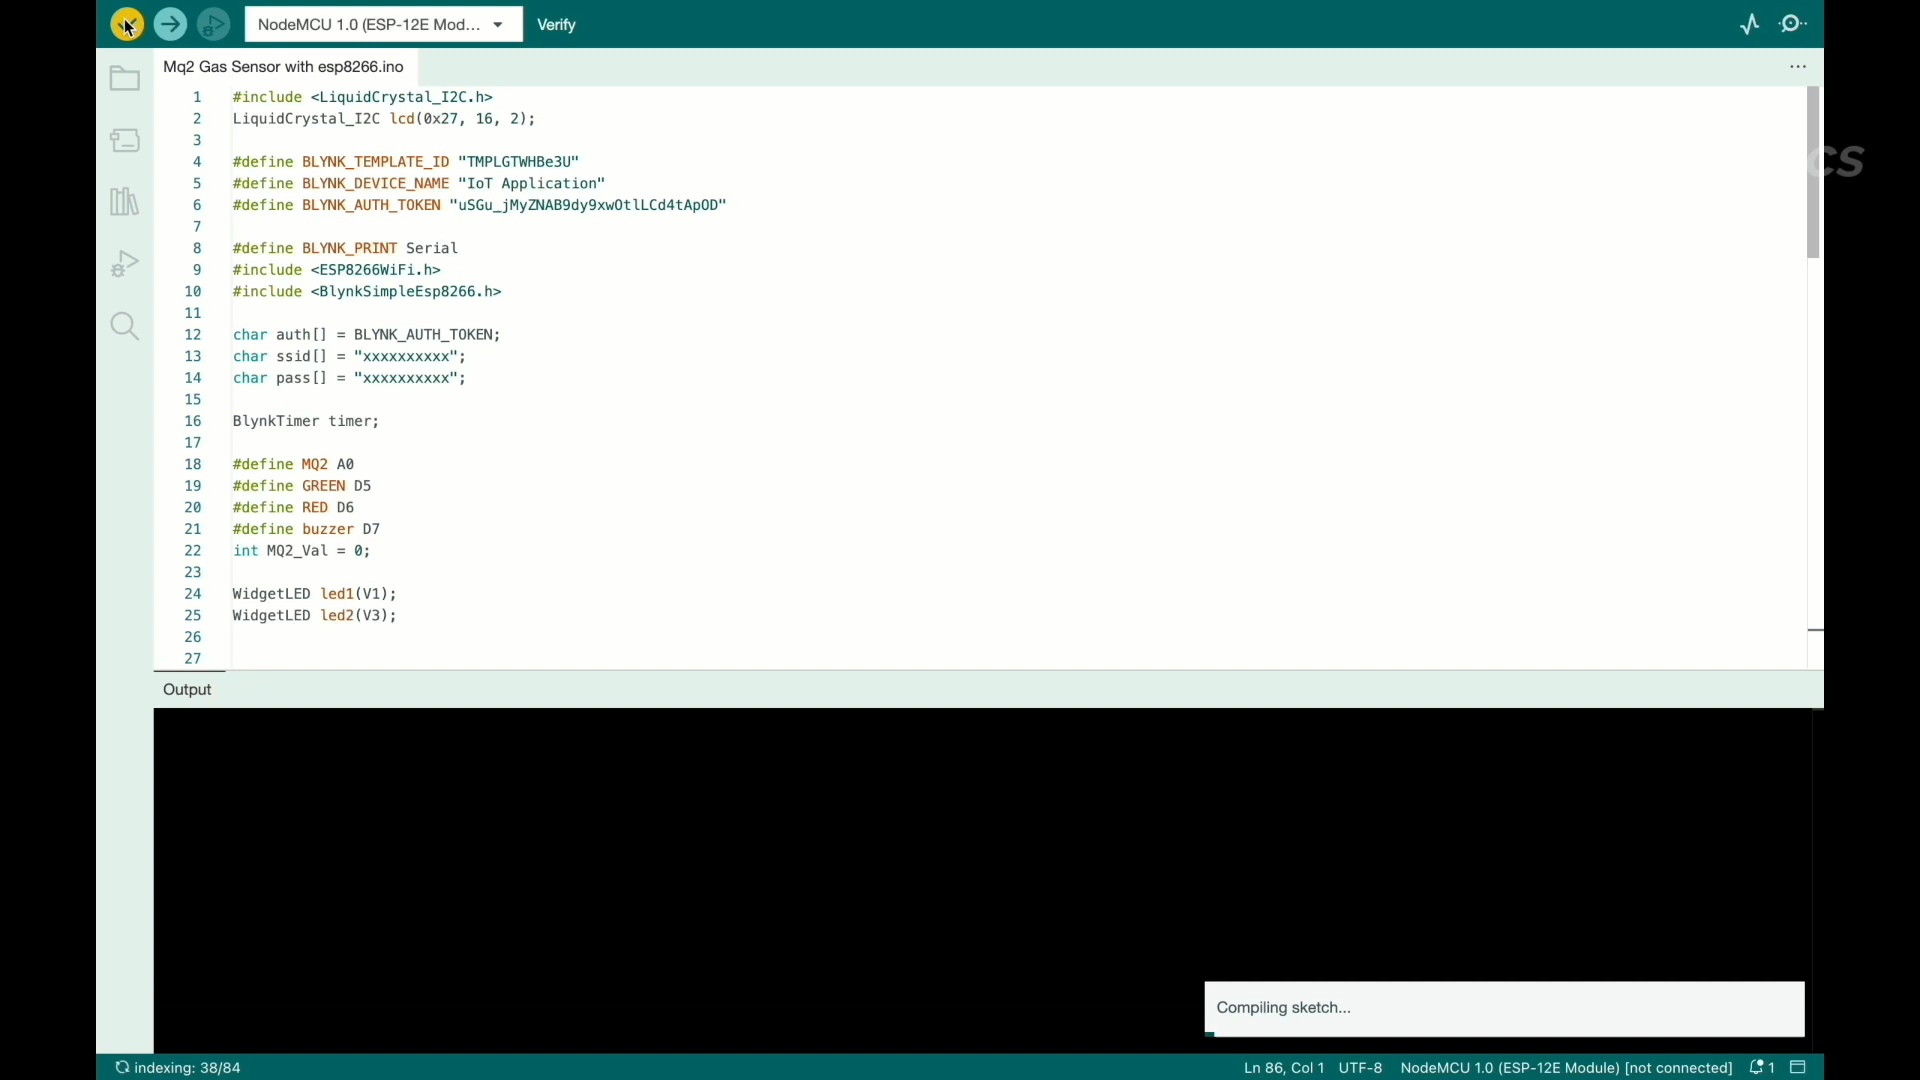 NodeMCU 1.0 (ESP-12E Mod... Verify
Mq2 Gas Sensor with esp8266.ino
1 #include <LiquidCrystal_I2C.h>
2 LiquidCrystal_I2C lcd(0x27, 16, 2);
3
4 #define BLYNK_TEMPLATE_ID "TMPLGTWHBe3U"
5 #define BLYNK_DEVICE_NAME "IoT Application"
6 #define BLYNK_AUTH_TOKEN "uSGu_jMyZNAB9dy9xwOtlLCd4tApOD"
7
8 #define BLYNK_PRINT Serial
9 #include <ESP8266WiFi.h>
10 #include <BlynkSimpleEsp8266.h>
11
12 char auth[] = BLYNK_AUTH_TOKEN;
13 char ssid[] = "xxxxxxxxxx";
14 char pass[] = "xxxxxxxxxx";
15
16 BlynkTimer timer;
17
18 #define MQ2 A0
19 #define GREEN D5
20 #define RED D6
21 #define buzzer D7
22 int MQ2_Val = 0;
23
24 WidgetLED led1(V1);
25 WidgetLED led2(V3);
26
27
cs
Output
Compiling sketch...
indexing: 38/84 Ln 86, Col 1 UTF-8 NodeMCU 1.0 (ESP-12E Module) [not connected] 1